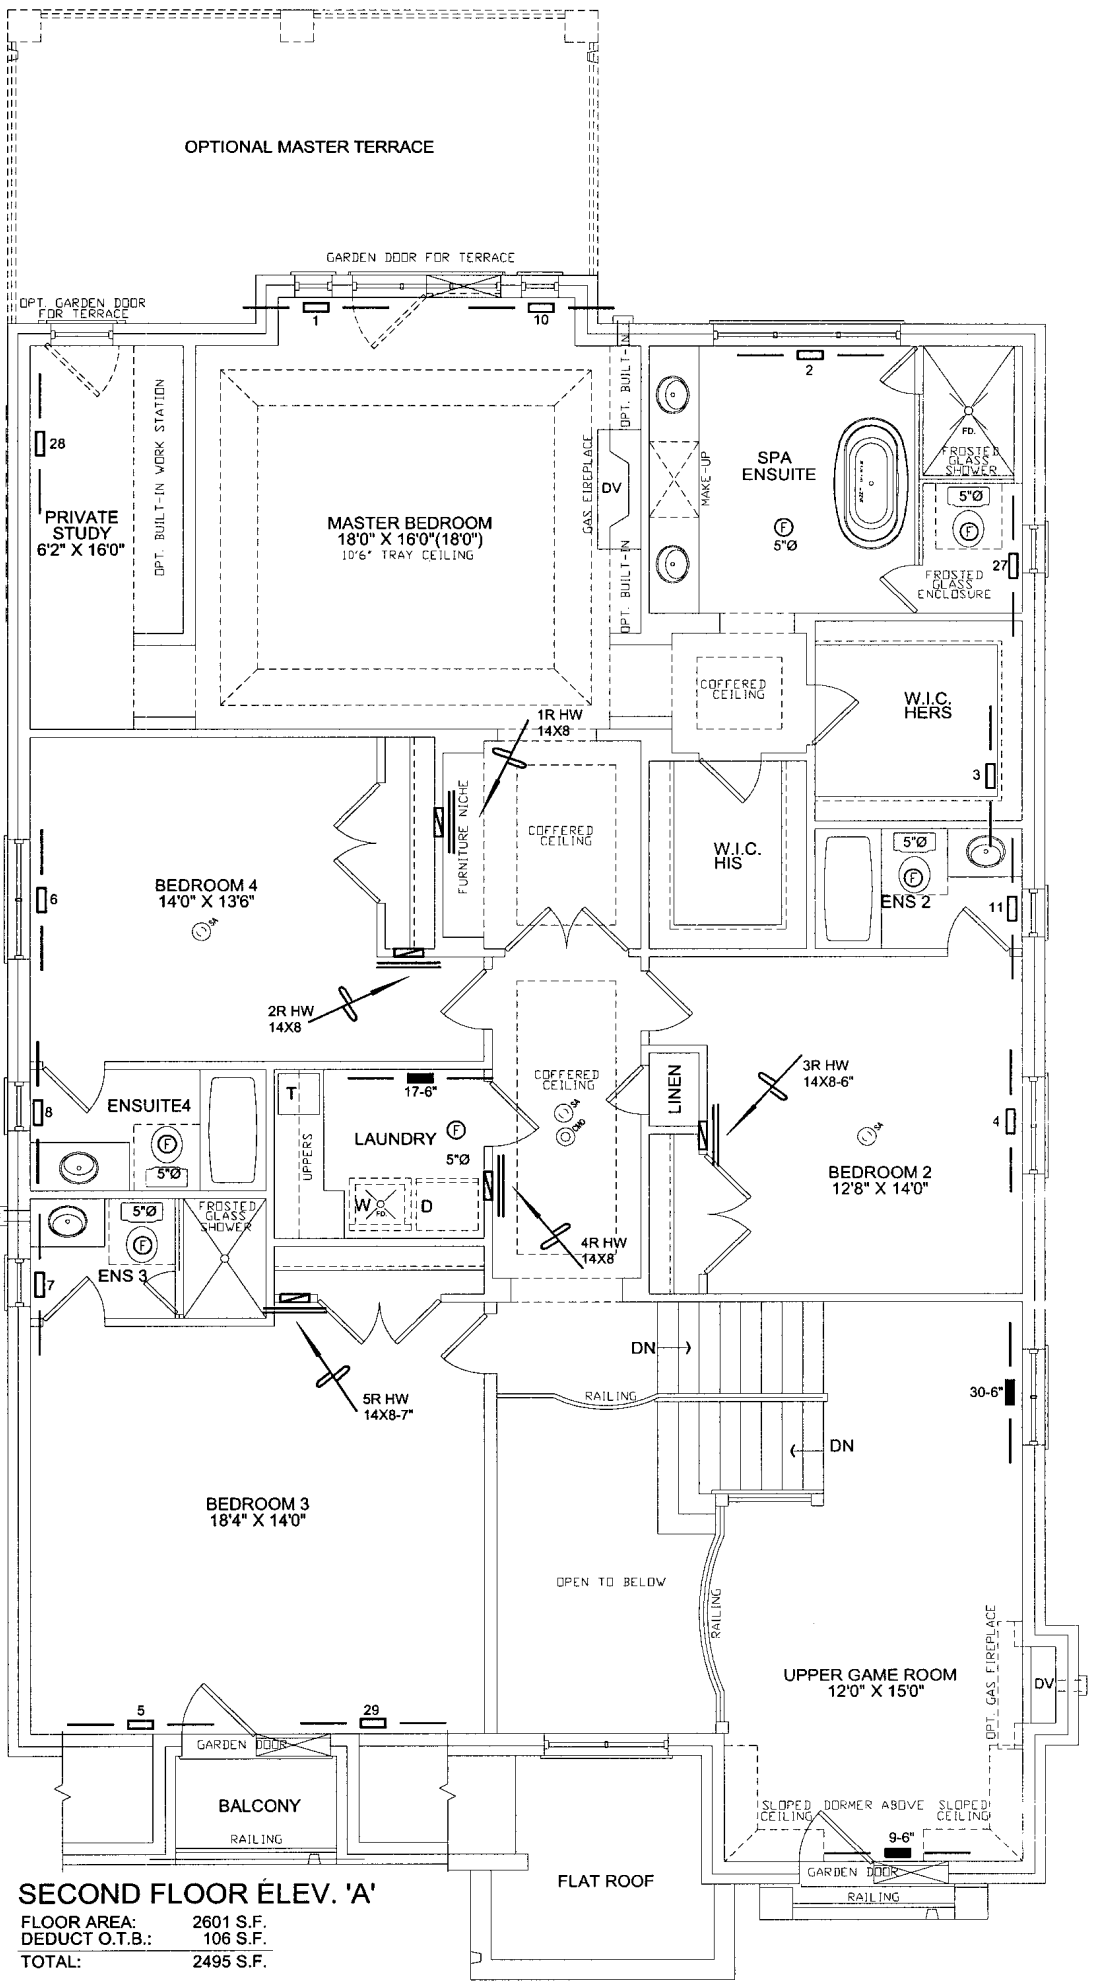 OPTIONAL MASTER TERRACE
GARDEN DOOR FOR TERRACE
OPT. GARDEN DOOR
FOR TERRACE
1
10
2
28
PRIVATE
STUDY
6'2" X 16'0"
OPT. BUILT-IN WORK STATION
MASTER BEDROOM
18'0" X 16'0"(18'0")
10'6" TRAY CEILING
OPT. BUILT-IN
GAS FIREPLACE
DV
OPT. BUILT-IN
MAKE-UP
SPA
ENSUITE
F
5"Ø
FD.
FROSTED
GLASS
SHOWER
5"Ø
F
27
FROSTED
GLASS
ENCLOSURE
COFFERED
CEILING
W.I.C.
HERS
3
1R HW
14X8
FURNITURE NICHE
COFFERED
CEILING
W.I.C.
HIS
5"Ø
F
ENS 2
11
BEDROOM 4
14'0" X 13'6"
SA
6
2R HW
14X8
COFFERED
CEILING
SA
CMO
LINEN
3R HW
14X8-6"
4
SA
BEDROOM 2
12'8" X 14'0"
8
ENSUITE4
F
5"Ø
T
UPPERS
17-6"
LAUNDRY
F
5"Ø
W
FD.
D
4R HW
14X8
5"Ø
F
FROSTED
GLASS
SHOWER
ENS 3
7
5R HW
14X8-7"
DN
RAILING
DN
30-6"
BEDROOM 3
18'4" X 14'0"
OPEN TO BELOW
RAILING
UPPER GAME ROOM
12'0" X 15'0"
OPT. GAS FIREPLACE
DV
5
29
GARDEN DOOR
BALCONY
RAILING
SLOPED
CEILING
DORMER ABOVE
SLOPED
CEILING
9-6"
GARDEN DOOR
RAILING
FLAT ROOF
SECOND FLOOR ELEV. 'A'
FLOOR AREA: 2601 S.F.
DEDUCT O.T.B.: 106 S.F.
TOTAL: 2495 S.F.